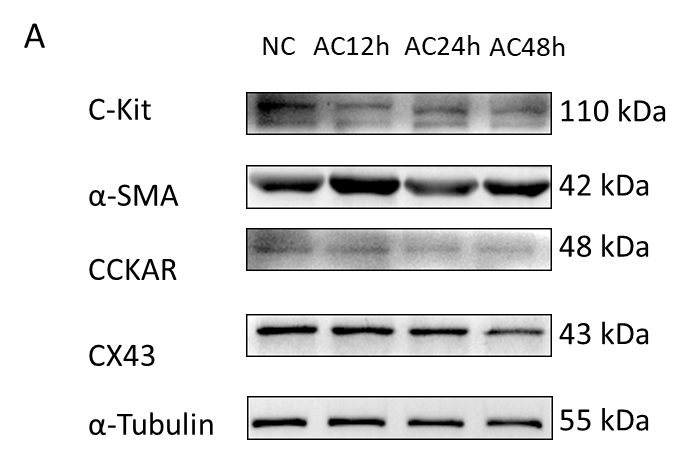 A
NC AC12h AC24h AC48h
C-Kit 110 kDa
α-SMA 42 kDa
CCKAR 48 kDa
CX43 43 kDa
α-Tubulin 55 kDa